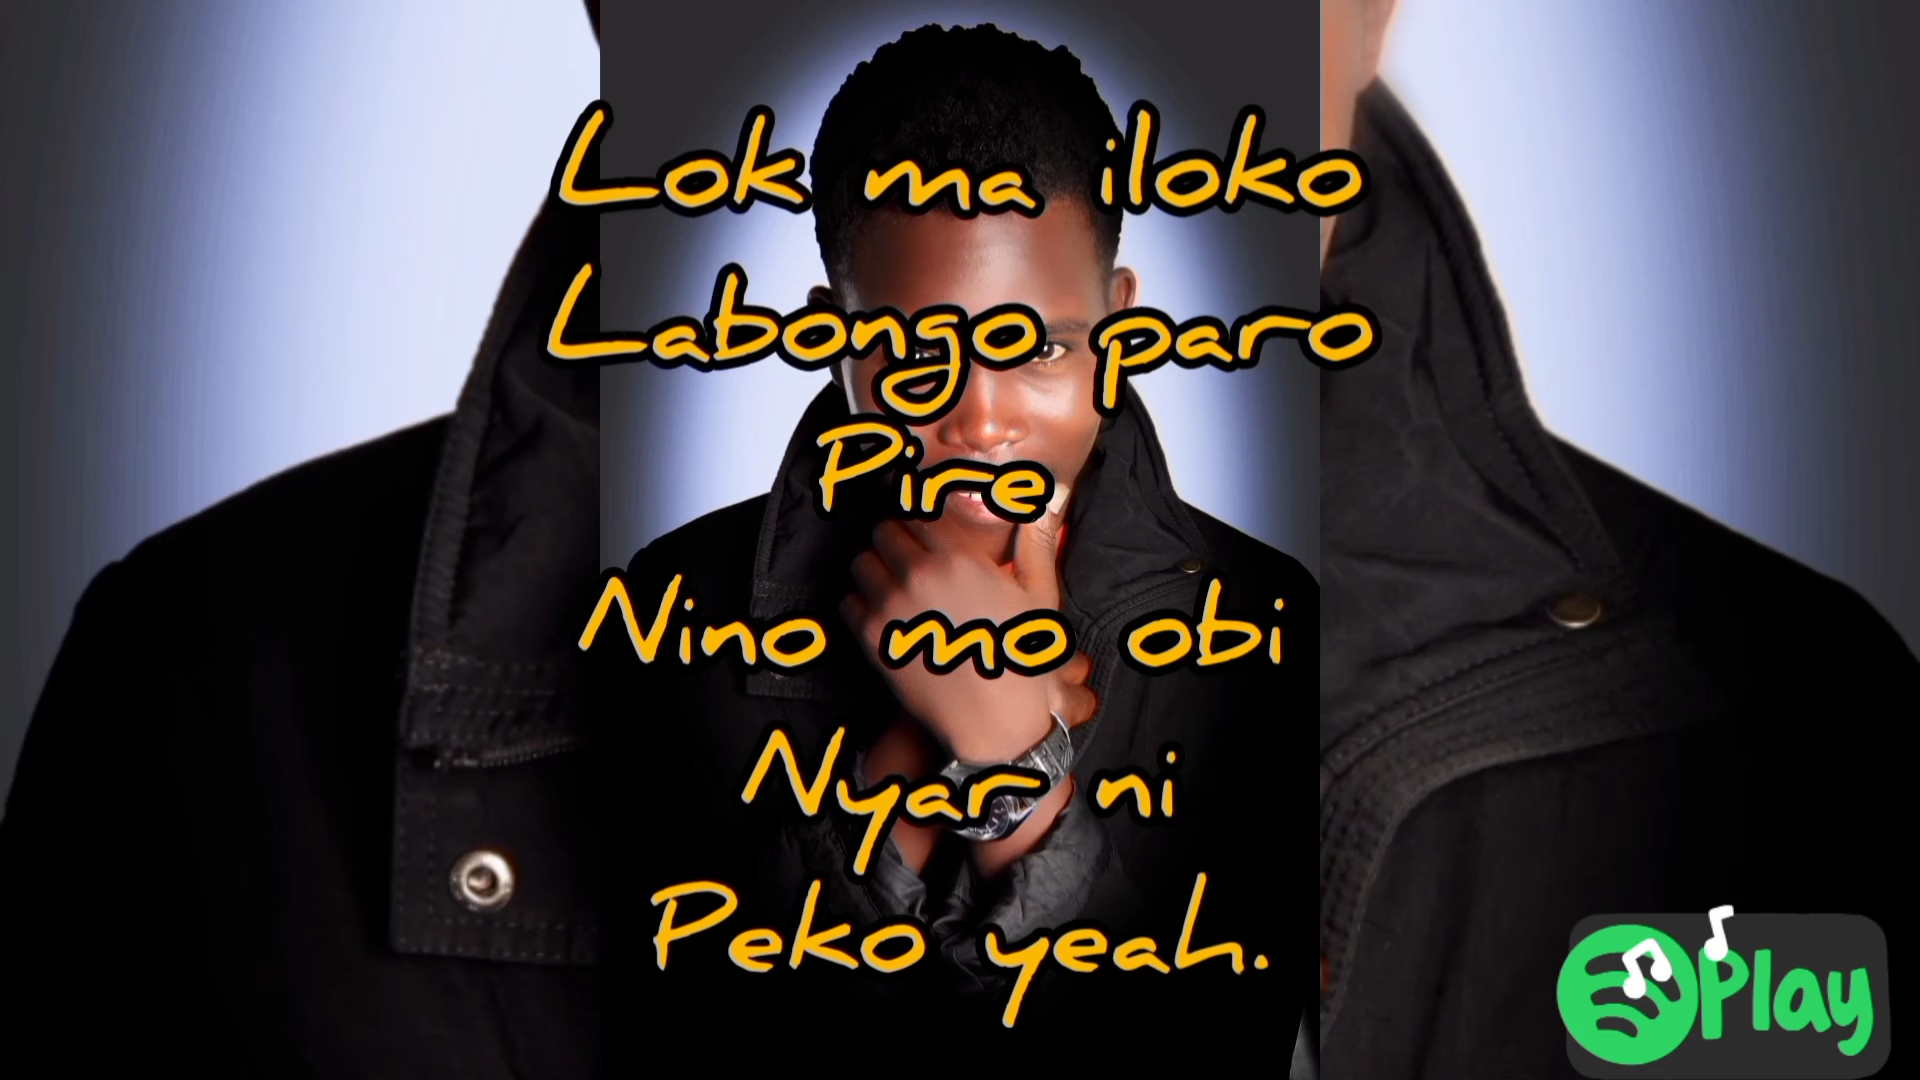 Lok ma iloko
Labongo paro
Pire
Nino mo obi
Nyar ni
Peko yeah.
Play